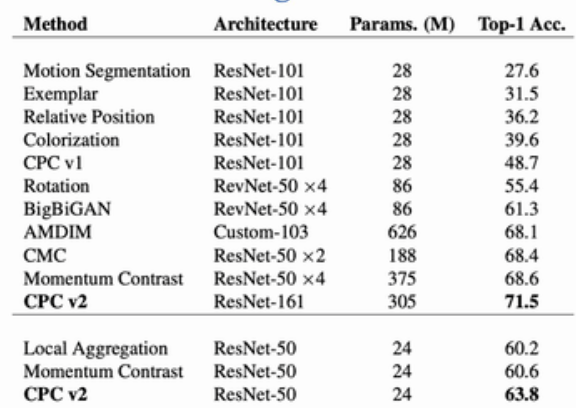 Method Architecture Params. (M) Top-1 Acc.
Motion Segmentation ResNet-101 28 27.6
Exemplar ResNet-101 28 31.5
Relative Position ResNet-101 28 36.2
Colorization ResNet-101 28 39.6
CPC v1 ResNet-101 28 48.7
Rotation RevNet-50 ×4 86 55.4
BigBiGAN RevNet-50 ×4 86 61.3
AMDIM Custom-103 626 68.1
CMC ResNet-50 ×2 188 68.4
Momentum Contrast ResNet-50 ×4 375 68.6
CPC v2 ResNet-161 305 71.5
Local Aggregation ResNet-50 24 60.2
Momentum Contrast ResNet-50 24 60.6
CPC v2 ResNet-50 24 63.8